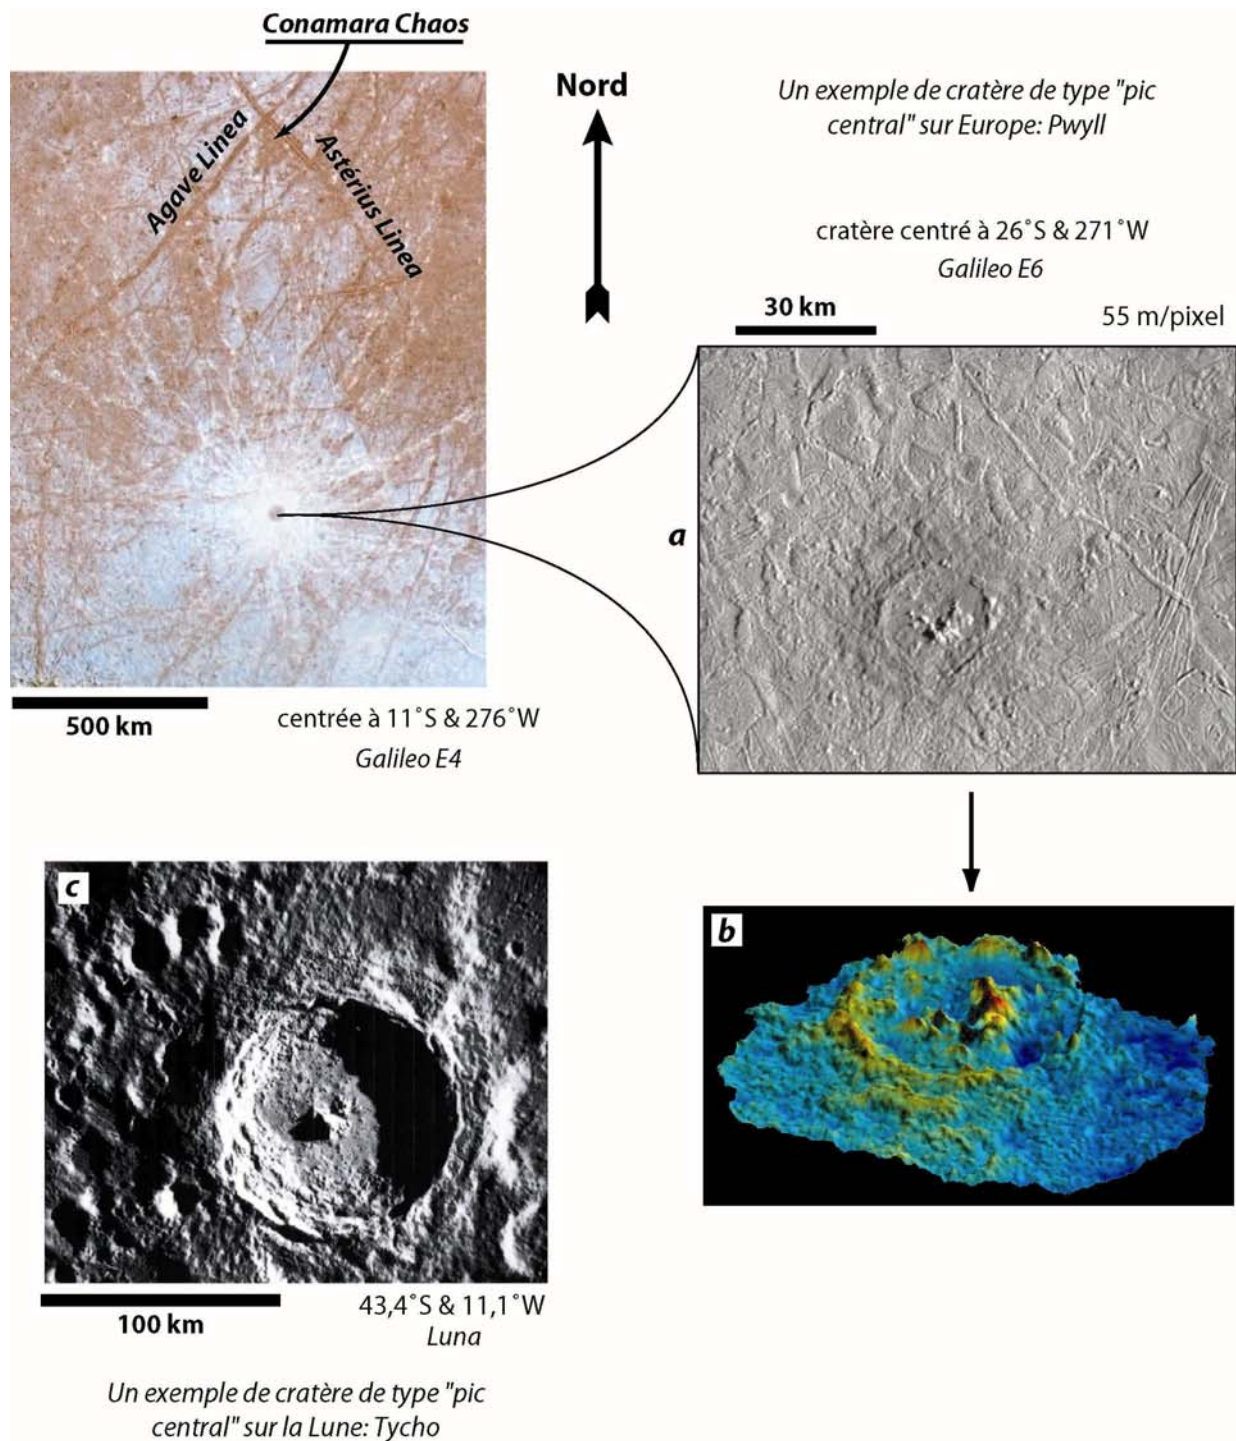 Conamara Chaos
Agave Linea
Astérius Linea
500 km
centrée à 11°S & 276°W
Galileo E4
Nord
Un exemple de cratère de type "pic
central" sur Europe: Pwyll
cratère centré à 26°S & 271°W
Galileo E6
30 km
55 m/pixel
a
b
c
100 km
43,4°S & 11,1°W
Luna
Un exemple de cratère de type "pic
central" sur la Lune: Tycho